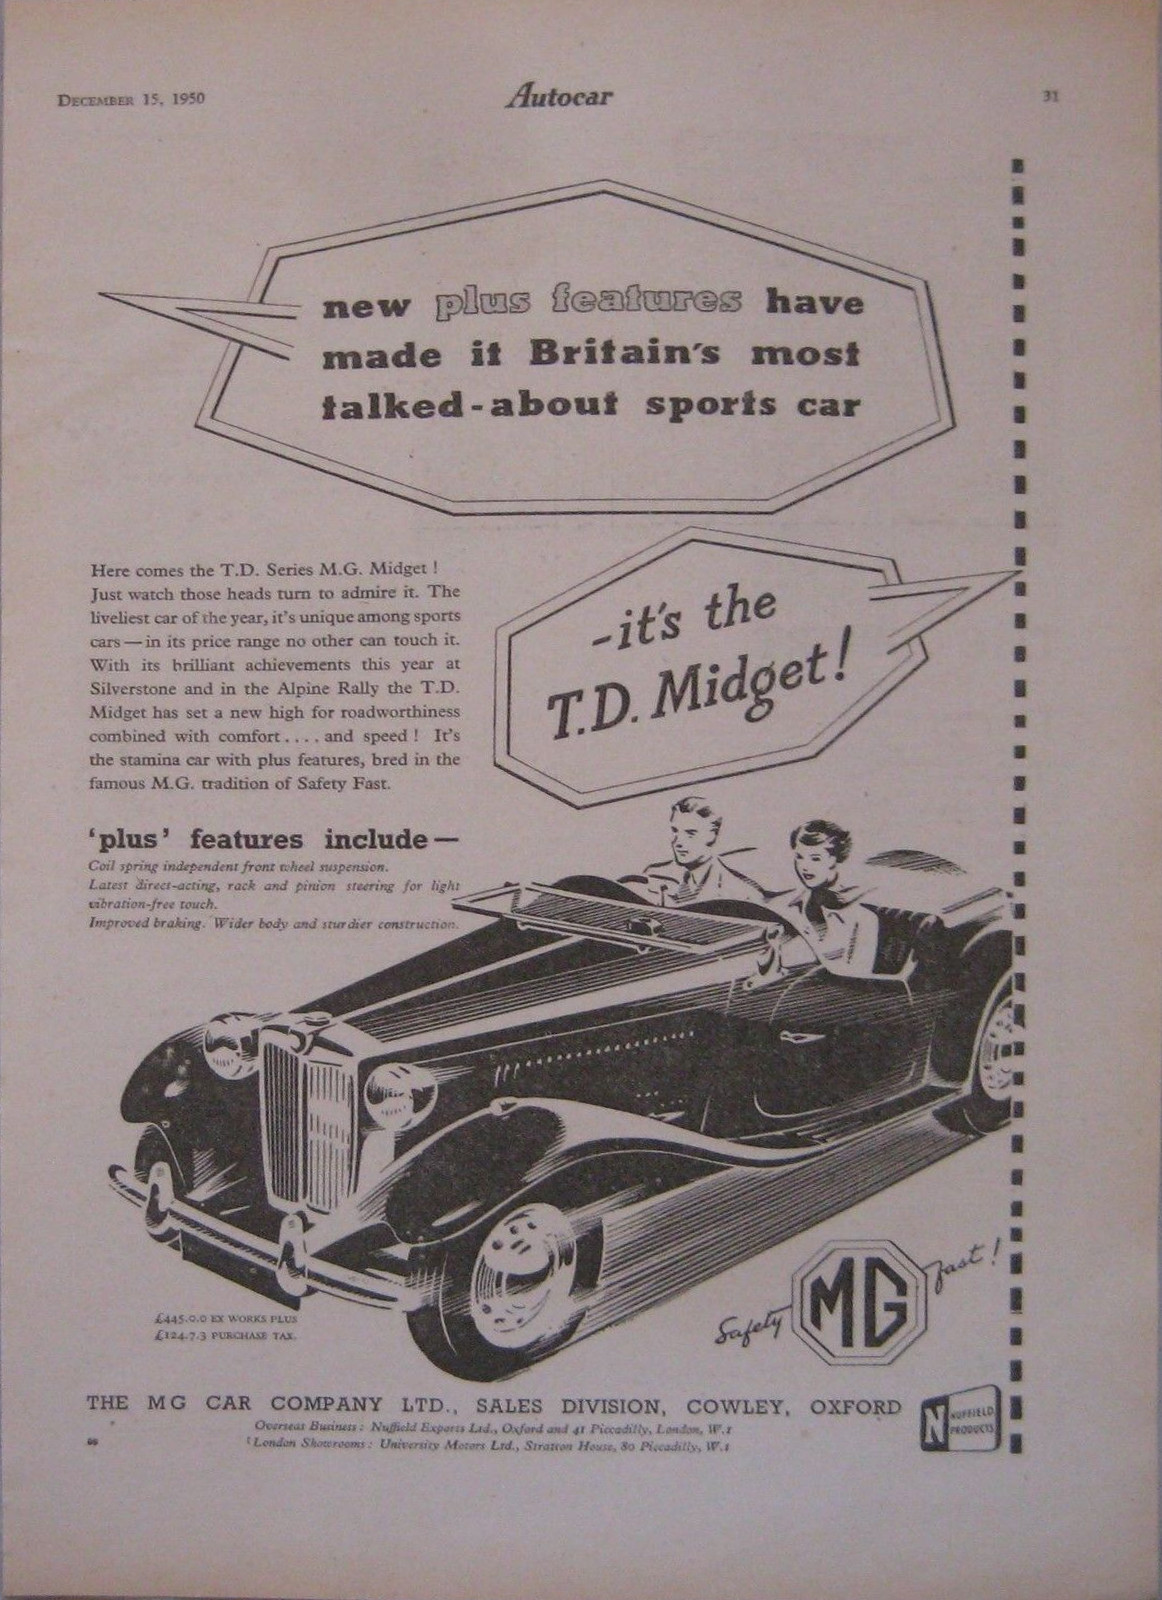 DECEMBER 15, 1950
Autocar
31
new plus features have
made it Britain's most
talked-about sports car
-it's the
T.D. Midget!
Here comes the T.D. Series M.G. Midget !
Just watch those heads turn to admire it. The
liveliest car of the year, it's unique among sports
cars — in its price range no other can touch it.
With its brilliant achievements this year at
Silverstone and in the Alpine Rally the T.D.
Midget has set a new high for roadworthiness
combined with comfort . . . . and speed ! It's
the stamina car with plus features, bred in the
famous M.G. tradition of Safety Fast.
'plus' features include—
Coil spring independent front wheel suspension.
Latest direct-acting, rack and pinion steering for light
vibration-free touch.
Improved braking. Wider body and sturdier construction.
£445.0.0 EX WORKS PLUS
£124.7.3 PURCHASE TAX.
Safety MG fast !
THE MG CAR COMPANY LTD., SALES DIVISION, COWLEY, OXFORD
Overseas Business : Nuffield Exports Ltd., Oxford and 41 Piccadilly, London, W.1
London Showrooms : University Motors Ltd., Stratton House, 80 Piccadilly, W.1
N NUFFIELD
PRODUCTS